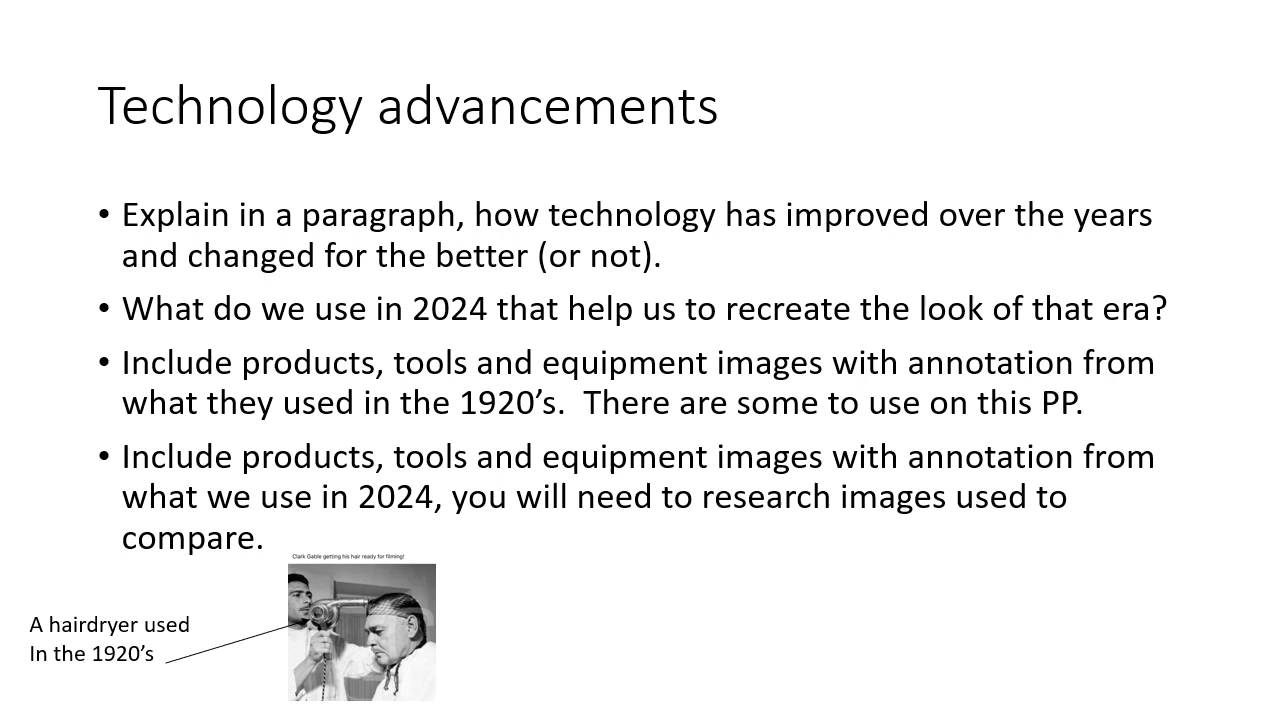 Technology advancements
• Explain in a paragraph, how technology has improved over the years
and changed for the better (or not).
• What do we use in 2024 that help us to recreate the look of that era?
• Include products, tools and equipment images with annotation from
what they used in the 1920’s.  There are some to use on this PP.
• Include products, tools and equipment images with annotation from
what we use in 2024, you will need to research images used to
compare.
Clark Gable getting his hair ready for filming!
A hairdryer used
In the 1920’s